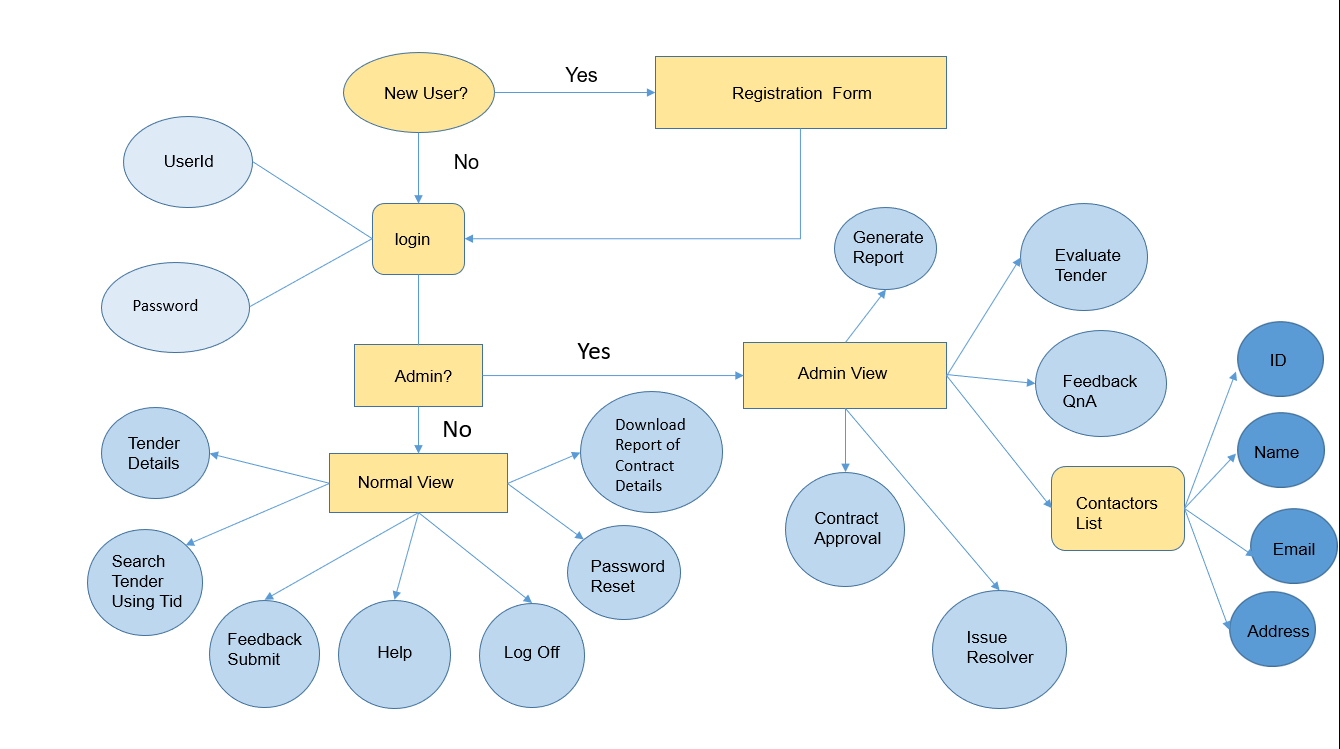 New User?
Yes
Registration Form
No
UserId
login
Password
Generate
Report
Evaluate
Tender
Admin?
Yes
Admin View
Feedback
QnA
ID
No
Name
Tender
Details
Normal View
Download
Report of
Contract
Details
Contactors
List
Contract
Approval
Email
Search
Tender
Using Tid
Password
Reset
Address
Feedback
Submit
Help
Log Off
Issue
Resolver